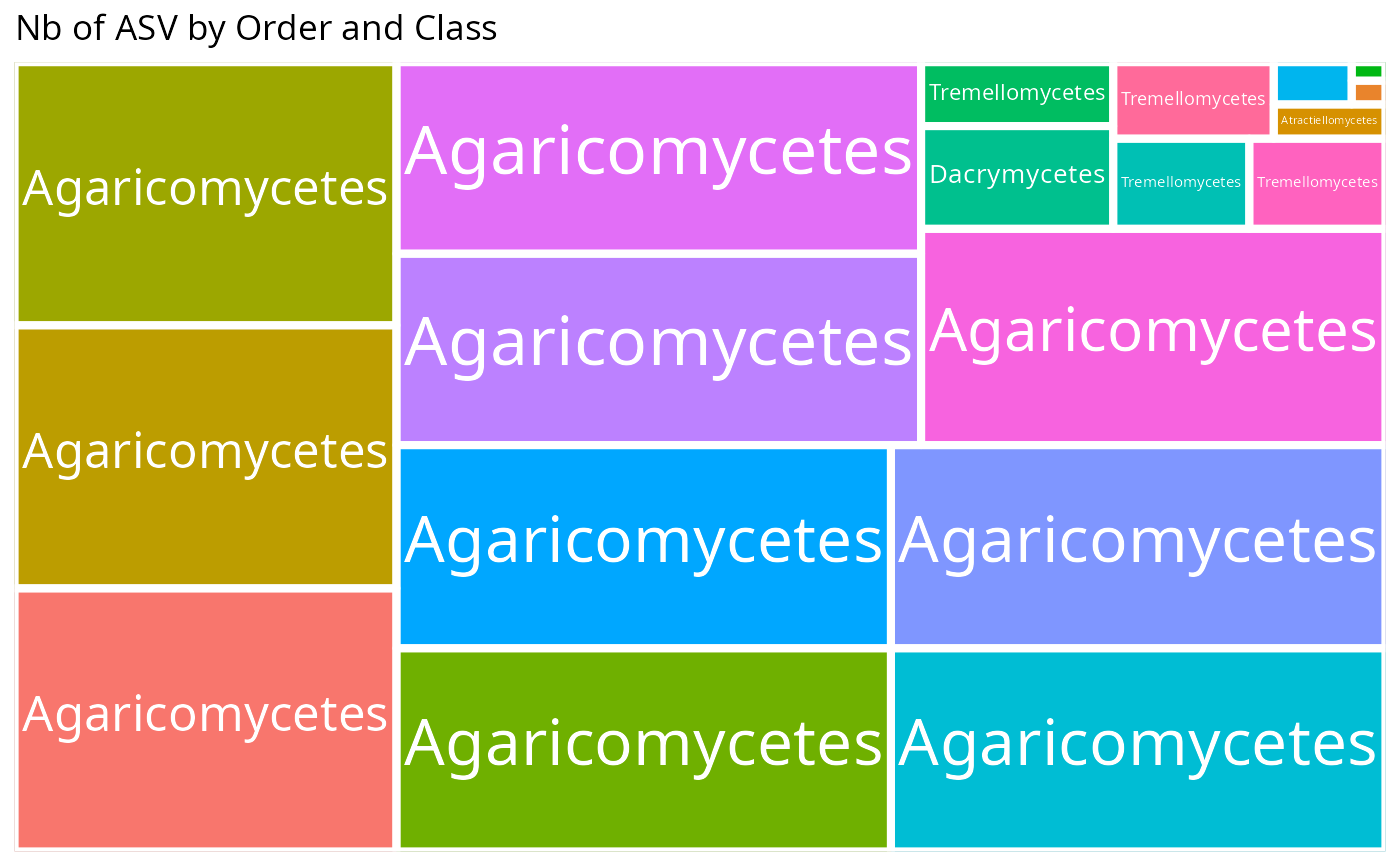 Nb of ASV by Order and Class
Agaricomycetes
Agaricomycetes
Agaricomycetes
Agaricomycetes
Agaricomycetes
Agaricomycetes
Agaricomycetes
Tremellomycetes
Dacrymycetes
Tremellomycetes
Atractiellomycetes
Tremellomycetes
Tremellomycetes
Agaricomycetes
Agaricomycetes
Agaricomycetes